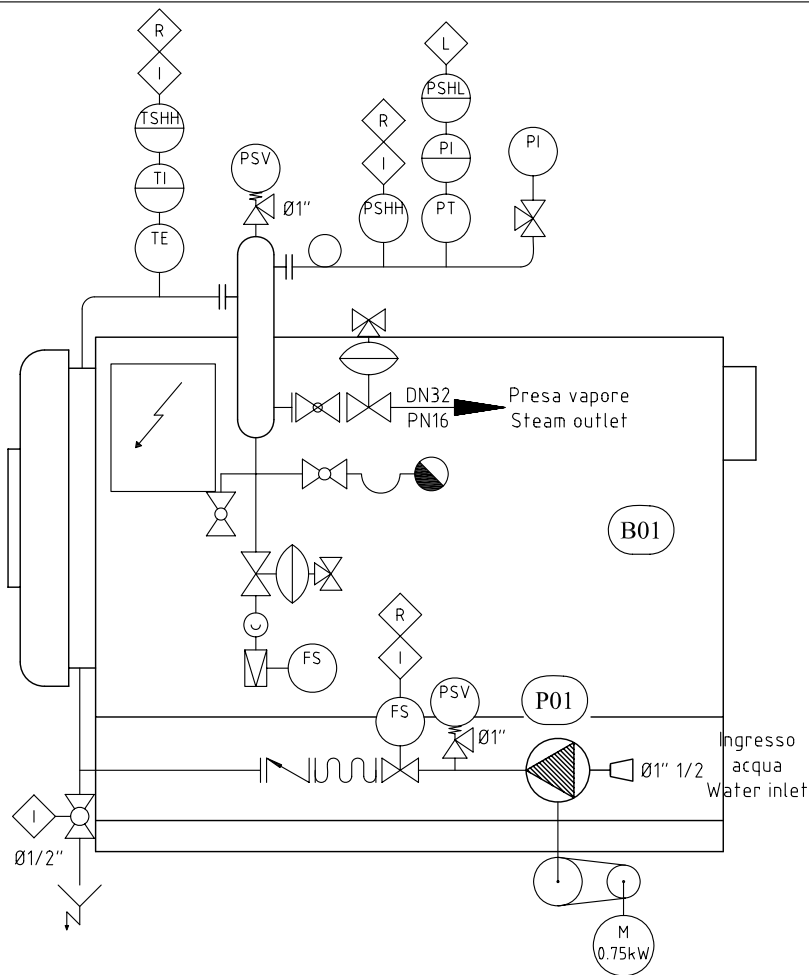 R
I
TSHH
TI
TE
PSV
Ø1"
R
I
PSHH
L
PSHL
PI
PT
PI
DN32
PN16
Presa vapore
Steam outlet
B01
FS
R
I
FS
PSV
Ø1"
P01
Ø1" 1/2
Ingresso
acqua
Water inlet
I
Ø1/2"
M
0.75kW